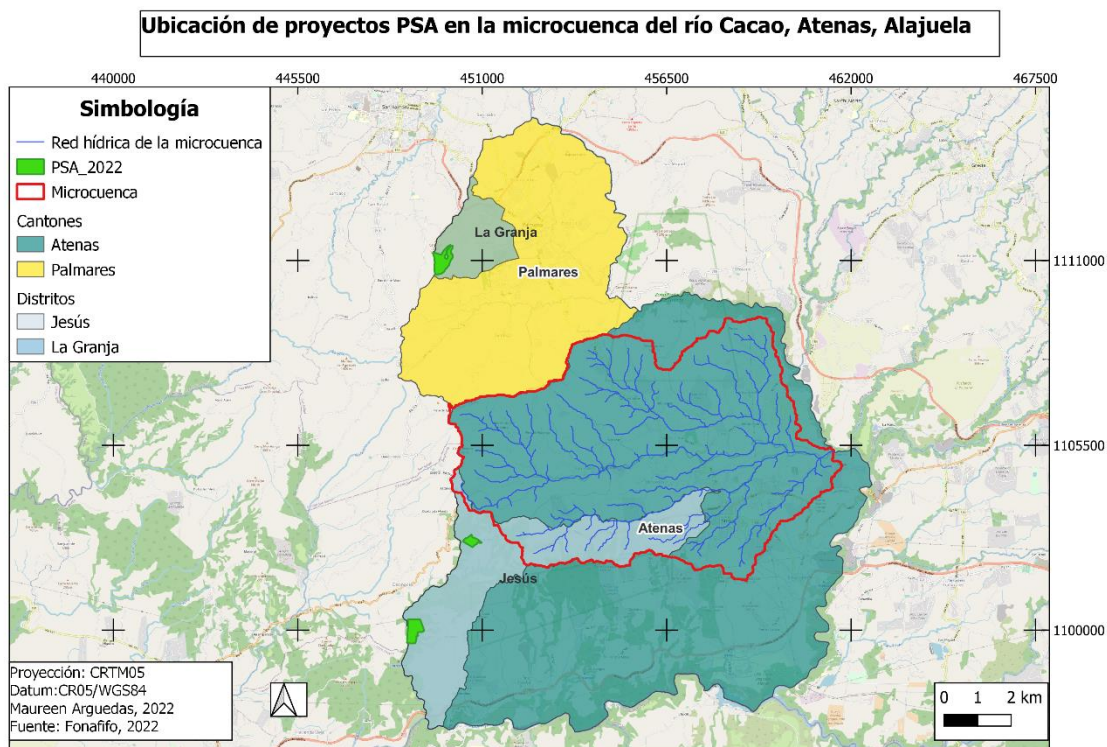 Ubicación de proyectos PSA en la microcuenca del río Cacao, Atenas, Alajuela
440000 445500 451000 456500 462000 467500
Simbología
Red hídrica de la microcuenca
PSA_2022
Microcuenca
Cantones
Atenas
Palmares
Distritos
Jesús
La Granja
La Granja
Palmares
1111000
1105500
Atenas
Jesús
1100000
Proyección: CRTM05
Datum:CR05/WGS84
Maureen Arguedas, 2022
Fuente: Fonafifo, 2022
0 1 2 km